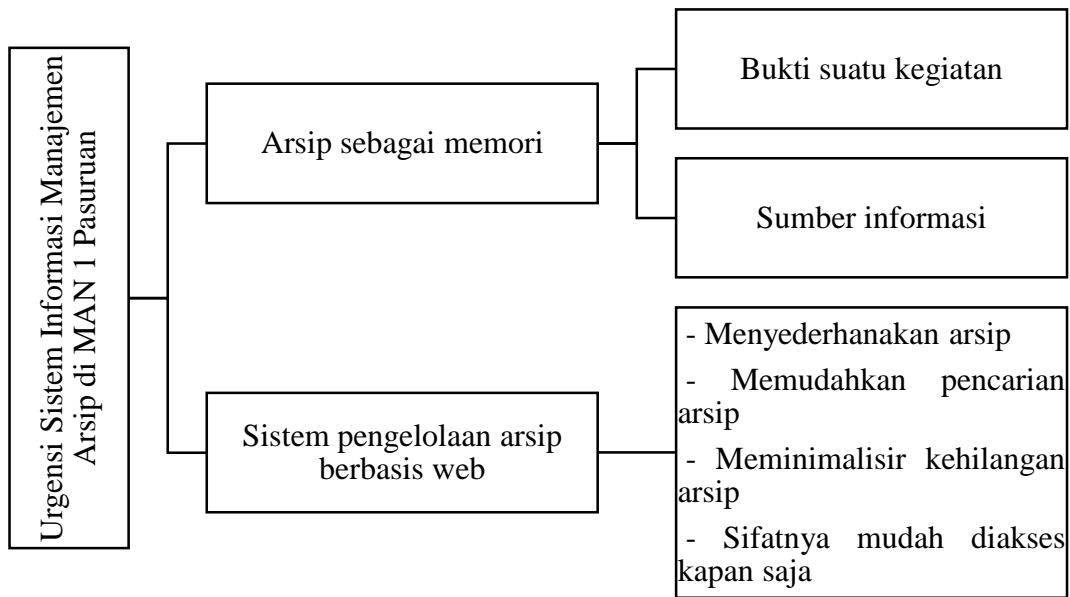 Urgensi Sistem Informasi Manajemen
Arsip di MAN 1 Pasuruan
Arsip sebagai memori
Bukti suatu kegiatan
Sumber informasi
Sistem pengelolaan arsip
berbasis web
- Menyederhanakan arsip
- Memudahkan pencarian
arsip
- Meminimalisir kehilangan
arsip
- Sifatnya mudah diakses
kapan saja